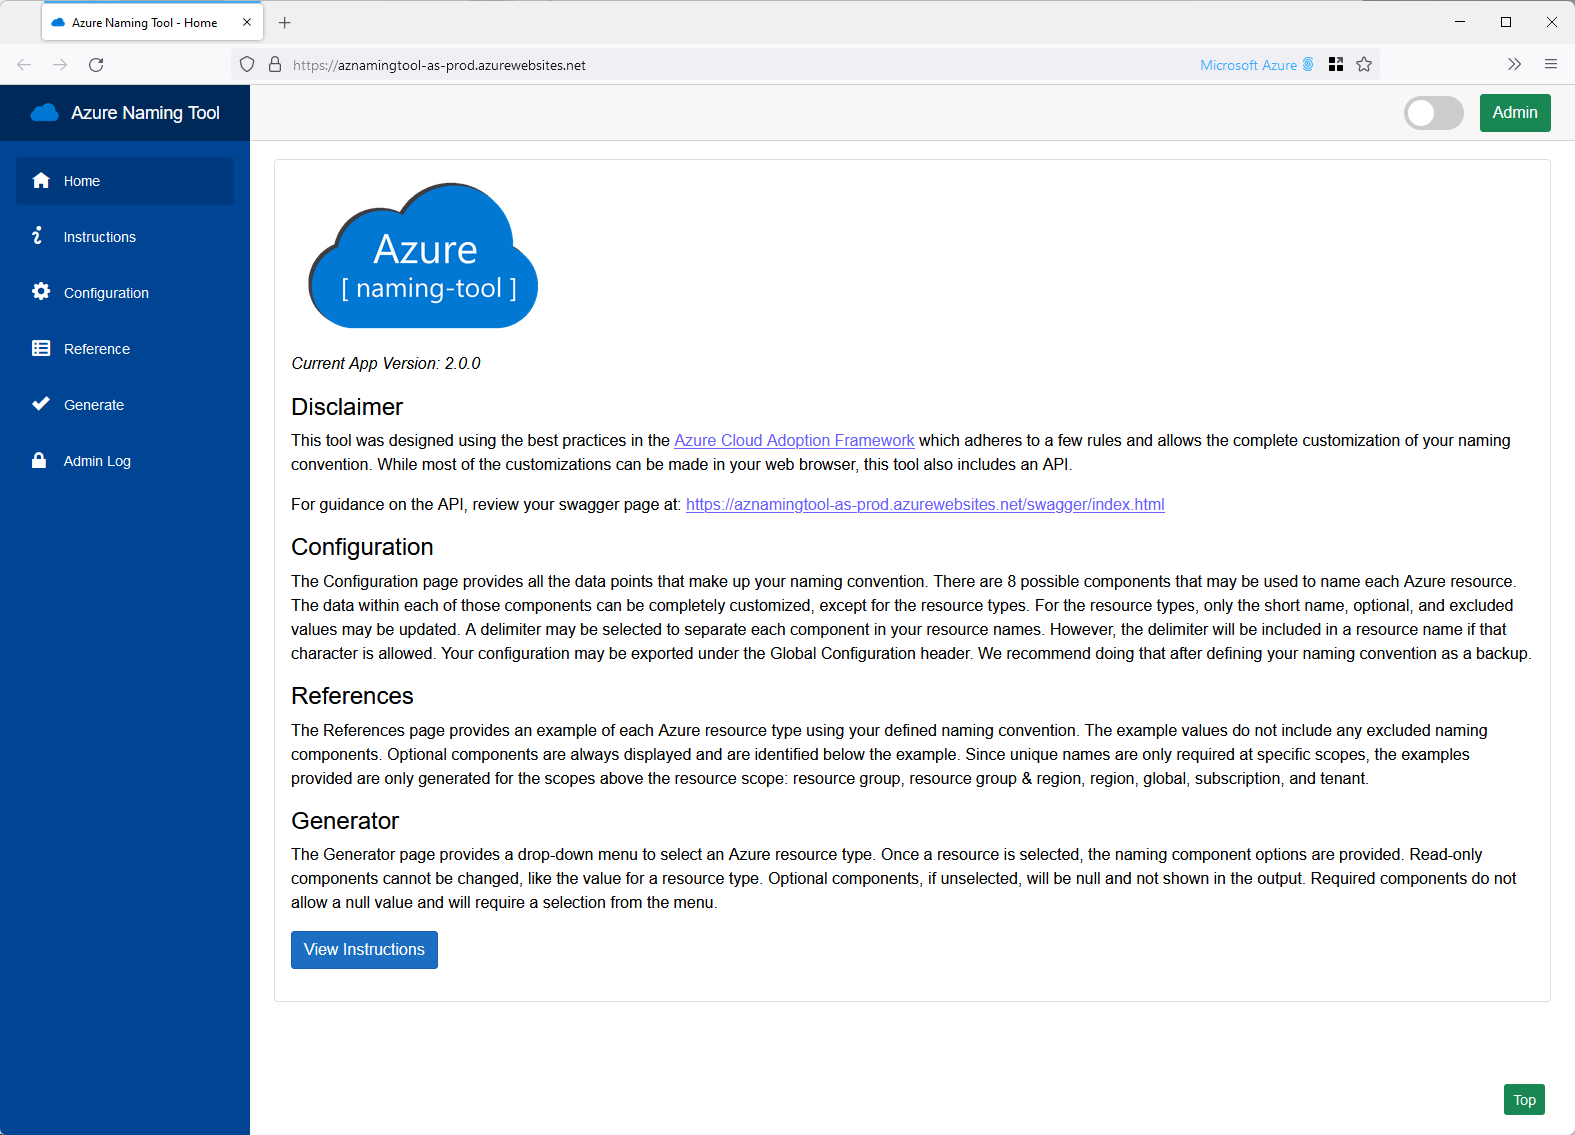 Azure Naming Tool - Home
https://aznamingtool-as-prod.azurewebsites.net
Microsoft Azure
Azure Naming Tool
Admin
Home
Instructions
Configuration
Reference
Generate
Admin Log
Azure
[ naming-tool ]
Current App Version: 2.0.0
Disclaimer
This tool was designed using the best practices in the Azure Cloud Adoption Framework which adheres to a few rules and allows the complete customization of your naming
convention. While most of the customizations can be made in your web browser, this tool also includes an API.
For guidance on the API, review your swagger page at: https://aznamingtool-as-prod.azurewebsites.net/swagger/index.html
Configuration
The Configuration page provides all the data points that make up your naming convention. There are 8 possible components that may be used to name each Azure resource.
The data within each of those components can be completely customized, except for the resource types. For the resource types, only the short name, optional, and excluded
values may be updated. A delimiter may be selected to separate each component in your resource names. However, the delimiter will be included in a resource name if that
character is allowed. Your configuration may be exported under the Global Configuration header. We recommend doing that after defining your naming convention as a backup.
References
The References page provides an example of each Azure resource type using your defined naming convention. The example values do not include any excluded naming
components. Optional components are always displayed and are identified below the example. Since unique names are only required at specific scopes, the examples
provided are only generated for the scopes above the resource scope: resource group, resource group & region, region, global, subscription, and tenant.
Generator
The Generator page provides a drop-down menu to select an Azure resource type. Once a resource is selected, the naming component options are provided. Read-only
components cannot be changed, like the value for a resource type. Optional components, if unselected, will be null and not shown in the output. Required components do not
allow a null value and will require a selection from the menu.
View Instructions
Top